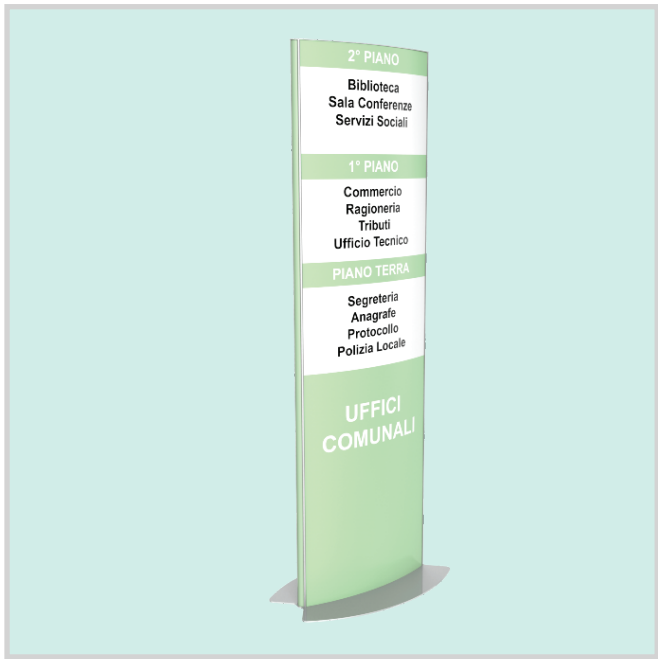 2° PIANO
Biblioteca
Sala Conferenze
Servizi Sociali
1° PIANO
Commercio
Ragioneria
Tributi
Ufficio Tecnico
PIANO TERRA
Segreteria
Anagrafe
Protocollo
Polizia Locale
UFFICI
COMUNALI